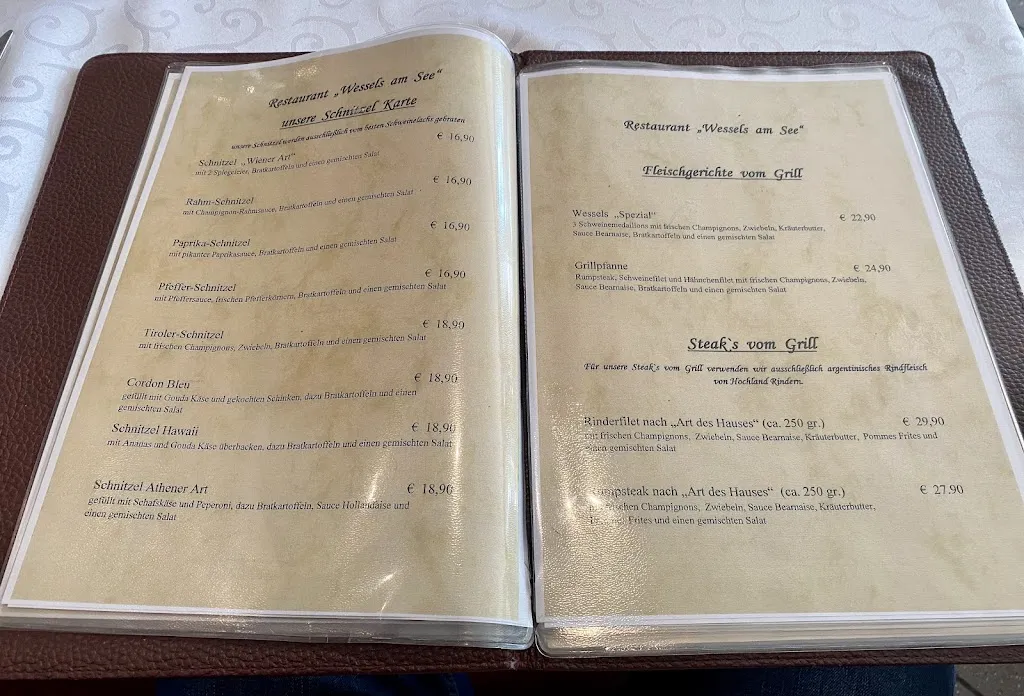 Restaurant „Wessels am See“
unsere Schnitzel Karte
unsere Schnitzel werden ausschließlich vom besten Schweinelachs gebraten
Schnitzel „Wiener Art“ € 16,90
mit 2 Spiegeleier, Bratkartoffeln und einen gemischten Salat
Rahm-Schnitzel € 16,90
mit Champignon-Rahmsauce, Bratkartoffeln und einen gemischten Salat
Paprika-Schnitzel € 16,90
mit pikanter Paprikasauce, Bratkartoffeln und einen gemischten Salat
Pfeffer-Schnitzel € 16,90
mit Pfeffersauce, frischen Pfefferkörnern, Bratkartoffeln und einen gemischten Salat
Tiroler-Schnitzel € 18,90
mit frischen Champignons, Zwiebeln, Bratkartoffeln und einen gemischten Salat
Cordon Bleu € 18,90
gefüllt mit Gouda Käse und gekochten Schinken, dazu Bratkartoffeln und einen
gemischten Salat
Schnitzel Hawaii € 18,90
mit Ananas und Gouda Käse überbacken, dazu Bratkartoffeln und einen gemischten Salat
Schnitzel Athener Art € 18,90
gefüllt mit Schafskäse und Peperoni, dazu Bratkartoffeln, Sauce Hollandaise und
einen gemischten Salat
Restaurant „Wessels am See“
Fleischgerichte vom Grill
Wessels „Spezial“ € 22,90
3 Schweinemedaillons mit frischen Champignons, Zwiebeln, Kräuterbutter,
Sauce Bearnaise, Bratkartoffeln und einen gemischten Salat
Grillpfanne € 24,90
Rumpsteak, Schweinefilet und Hähnchenfilet mit frischen Champignons, Zwiebeln,
Sauce Bearnaise, Bratkartoffeln und einen gemischten Salat
Steak`s vom Grill
Für unsere Steak`s vom Grill verwenden wir ausschließlich argentinisches Rindfleisch
von Hochland Rindern.
Rinderfilet nach „Art des Hauses“ (ca. 250 gr.) € 29,90
mit frischen Champignons, Zwiebeln, Sauce Bearnaise, Kräuterbutter, Pommes Frites und
einen gemischten Salat
Rumpsteak nach „Art des Hauses“ (ca. 250 gr.) € 27,90
mit frischen Champignons, Zwiebeln, Sauce Bearnaise, Kräuterbutter,
Frites und einen gemischten Salat